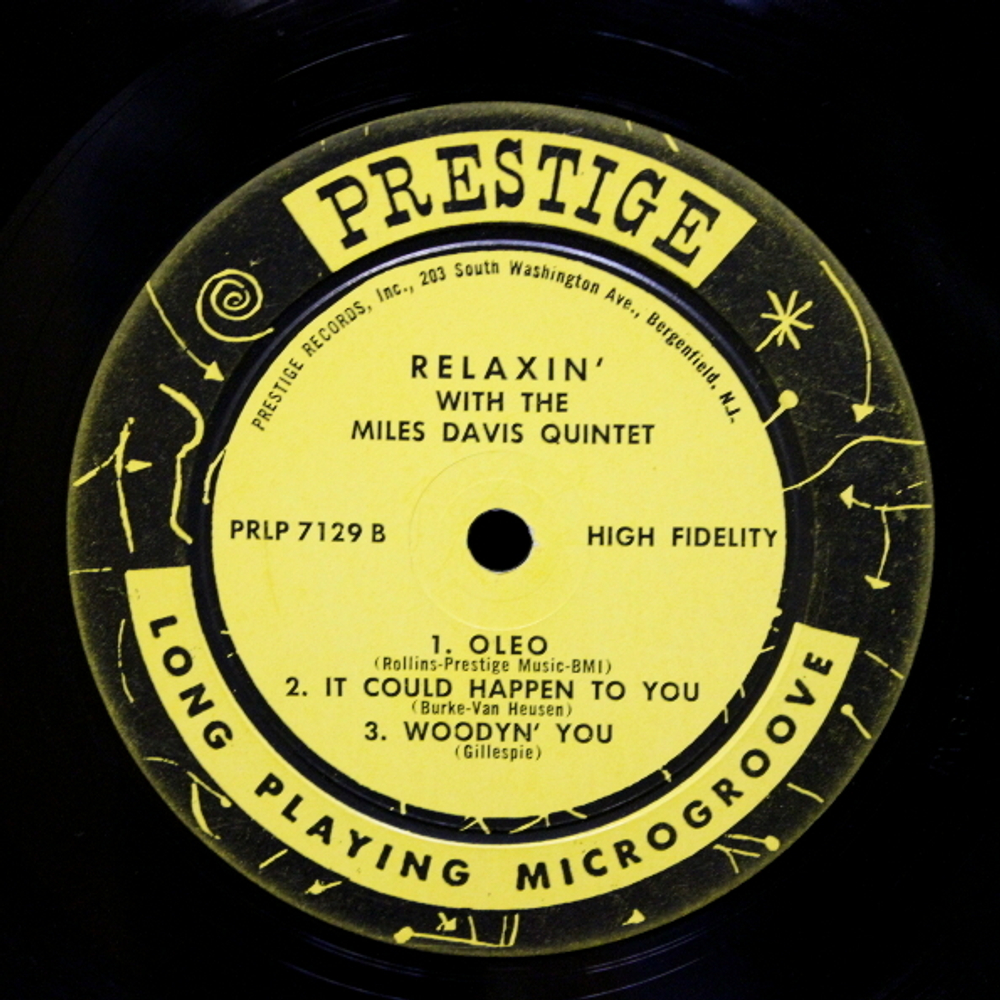 PRESTIGE
PRESTIGE RECORDS, Inc., 203 South Washington Ave., Bergenfield, N.J.
RELAXIN'
WITH THE
MILES DAVIS QUINTET
PRLP 7129 B
HIGH FIDELITY
1. OLEO
(Rollins-Prestige Music-BMI)
2. IT COULD HAPPEN TO YOU
(Burke-Van Heusen)
3. WOODYN' YOU
(Gillespie)
LONG PLAYING MICROGROOVE